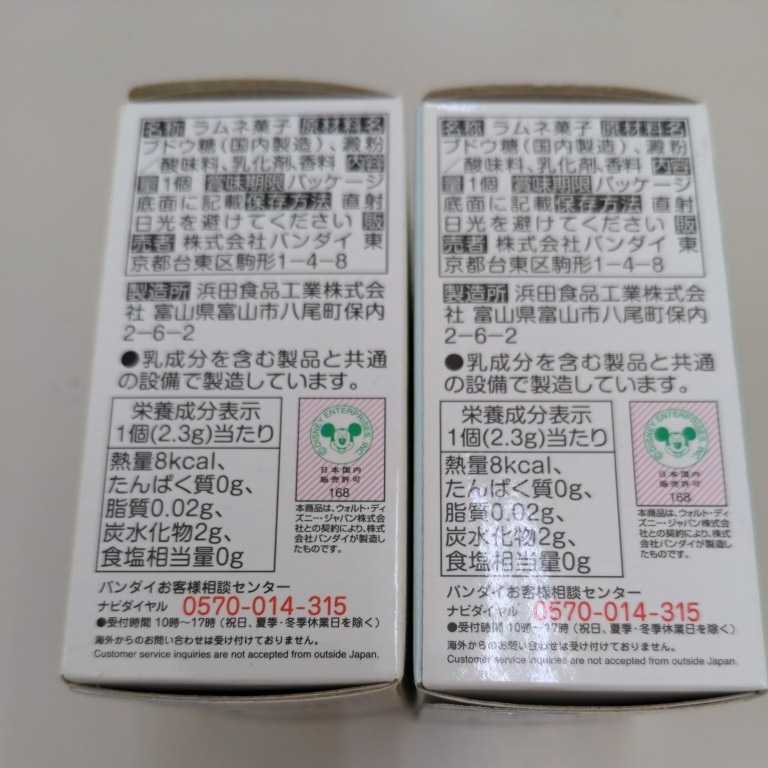 名称 ラムネ菓子 原材料名
ブドウ糖(国内製造)、澱粉
/酸味料、乳化剤、香料 内容
量 1個 賞味期限 パッケージ
底面に記載 保存方法 直射
日光を避けてください 販
売者 株式会社バンダイ 東
京都台東区駒形1-4-8
製造所 浜田食品工業株式会
社 富山県富山市八尾町保内
2-6-2
●乳成分を含む製品と共通
の設備で製造しています。
栄養成分表示
1個(2.3g)当たり
熱量8kcal、
たんぱく質0g、
脂質0.02g、
炭水化物2g、
食塩相当量0g
©DISNEY ENTERPRISES, INC.
日本国内
販売許可
168
本商品は、ウォルト・ディ
ズニー・ジャパン株式会
社との契約により、株
式会社バンダイが製造し
たものです。
バンダイお客様相談センター
ナビダイヤル 0570-014-315
●受付時間 10時~17時 (祝日、夏季・冬季休業日を除く)
海外からのお問い合わせは受け付けておりません。
Customer service inquiries are not accepted from outside Japan.
名称 ラムネ菓子 原材料名
ブドウ糖(国内製造)、澱粉
/酸味料、乳化剤、香料 内容
量 1個 賞味期限 パッケージ
底面に記載 保存方法 直射
日光を避けてください 販
売者 株式会社バンダイ 東
京都台東区駒形1-4-8
製造所 浜田食品工業株式会
社 富山県富山市八尾町保内
2-6-2
●乳成分を含む製品と共通
の設備で製造しています。
栄養成分表示
1個(2.3g)当たり
熱量8kcal、
たんぱく質0g、
脂質0.02g、
炭水化物2g、
食塩相当量0g
©DISNEY ENTERPRISES, INC.
日本国内
販売許可
168
本商品は、ウォルト・ディ
ズニー・ジャパン株式会
社との契約により、株式
会社バンダイが製造し
たものです。
バンダイお客様相談センター
ナビダイヤル 0570-014-315
●受付時間 10時~17時 (祝日、夏季・冬季休業日を除く)
海外からのお問い合わせは受け付けておりません。
Customer service inquiries are not accepted from outside Japan.